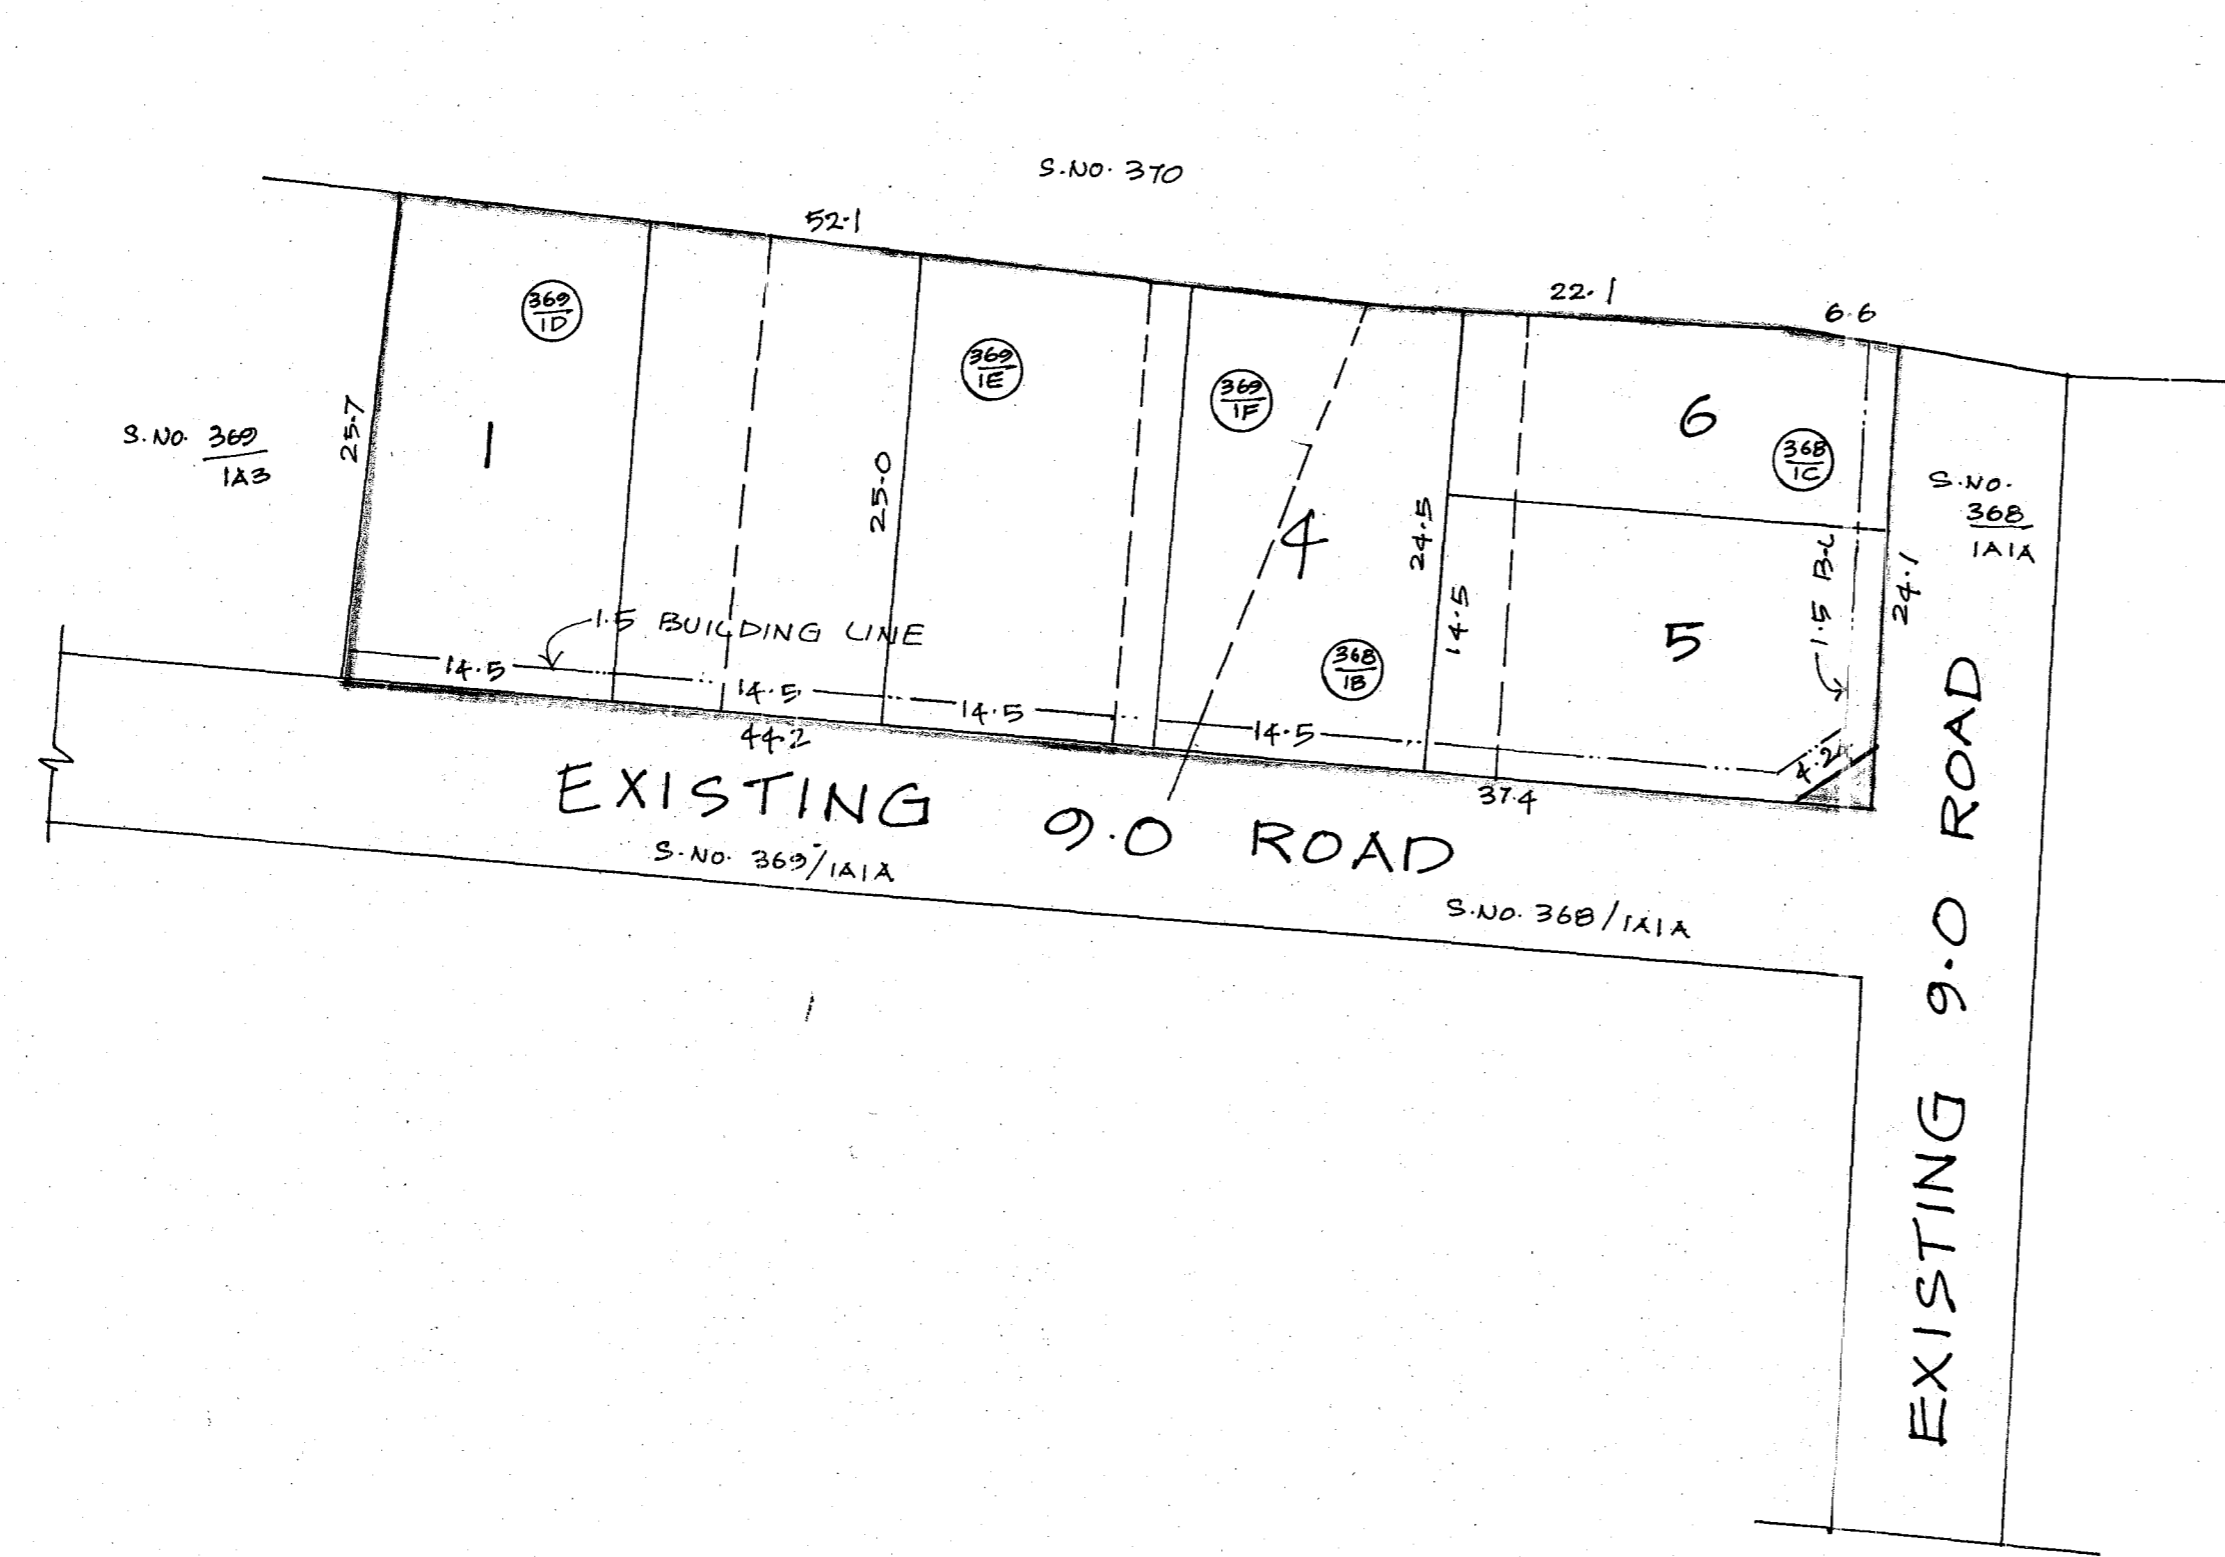 S.NO. 370
52.1
22.1
6.6
369
1D
369
1E
369
1F
6
368
1C
25.7
1
S.NO. 369
1A3
25.0
24.5
4
S.NO.
368
1A1A
1.5 B.L
24.1
14.5
5
1.5 BUILDING LINE
368
1B
14.5
14.5
14.5
14.5
44.2
4.2
37.4
EXISTING 9.0 ROAD
S.NO. 369/1A1A
S.NO. 368/1A1A
EXISTING 9.0 ROAD